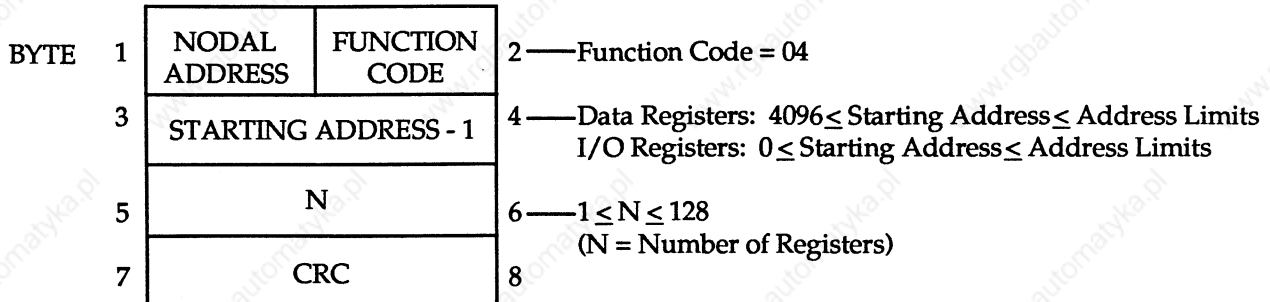 BYTE 1 NODAL ADDRESS FUNCTION CODE 2 Function Code = 04
3 STARTING ADDRESS - 1 4 Data Registers: 4096 ≤ Starting Address ≤ Address Limits
I/O Registers: 0 ≤ Starting Address ≤ Address Limits
5 N 6 1 ≤ N ≤ 128
(N = Number of Registers)
7 CRC 8